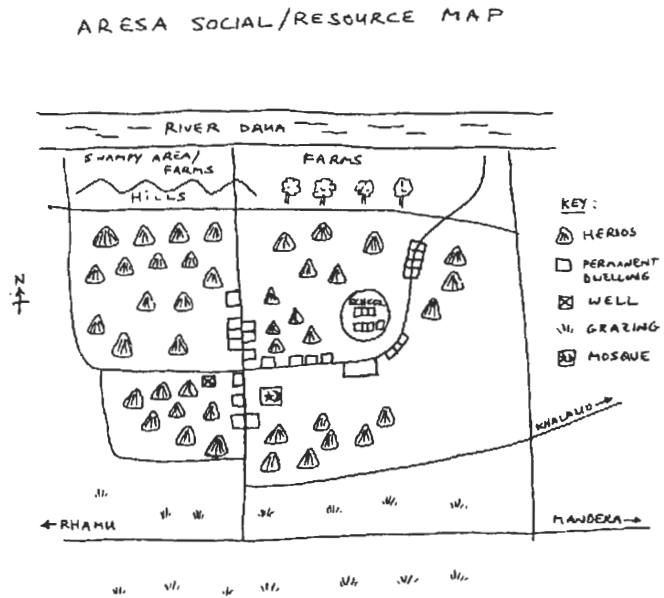 ARESA SOCIAL/RESOURCE MAP
RIVER DAUA
SWAMPY AREA/
FARMS
FARMS
HILLS
KEY:
HERIOS
PERMANENT
DWELLING
WELL
GRAZING
MOSQUE
N
SCHOOL
KHALALIO
RHAMU
MANDERA